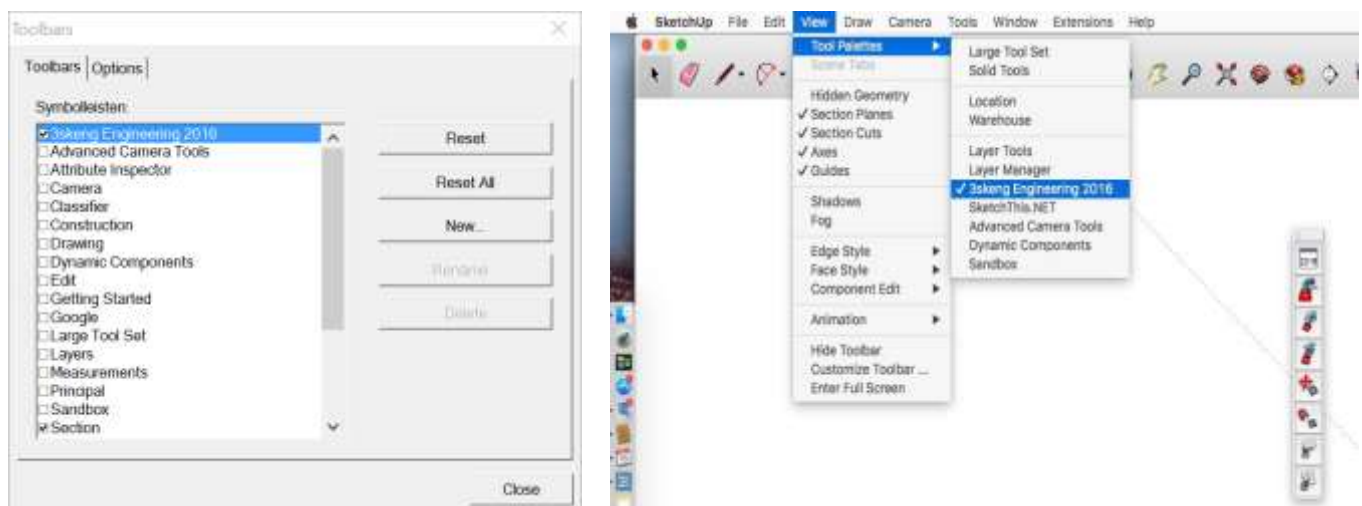 Toolbars
Toolbars Options
Symbolleisten:
3skeng Engineering 2016
Advanced Camera Tools
Attribute Inspector
Camera
Classifier
Construction
Drawing
Dynamic Components
Edit
Getting Started
Google
Large Tool Set
Layers
Measurements
Principal
Sandbox
Section
Reset
Reset All
New...
Rename
Delete
Close
SketchUp File Edit View Draw Camera Tools Window Extensions Help
Tool Palettes
Scene Tabs
Hidden Geometry
Section Planes
Section Cuts
Axes
Guides
Shadows
Fog
Edge Style
Face Style
Component Edit
Animation
Hide Toolbar
Customize Toolbar ...
Enter Full Screen
Large Tool Set
Solid Tools
Location
Warehouse
Layer Tools
Layer Manager
3skeng Engineering 2016
SketchThis.NET
Advanced Camera Tools
Dynamic Components
Sandbox